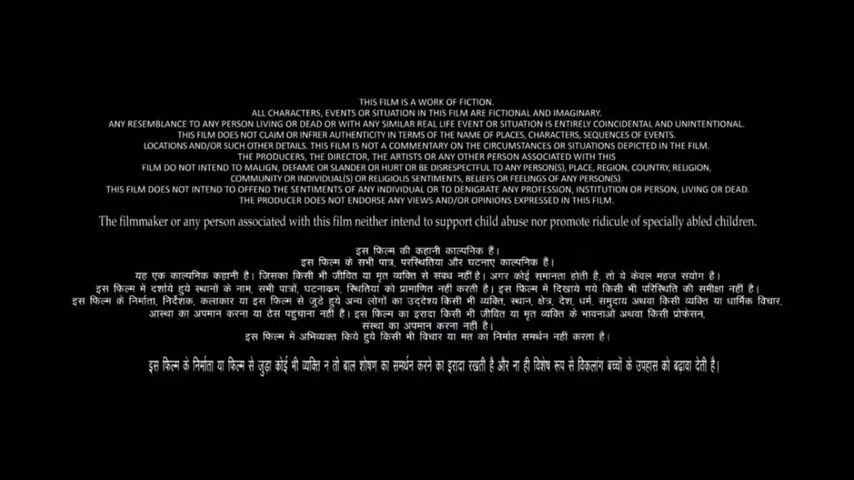 THIS FILM IS A WORK OF FICTION.
ALL CHARACTERS, EVENTS OR SITUATION IN THIS FILM ARE FICTIONAL AND IMAGINARY.
ANY RESEMBLANCE TO ANY PERSON LIVING OR DEAD OR WITH ANY SIMILAR REAL LIFE EVENT OR SITUATION IS ENTIRELY COINCIDENTAL AND UNINTENTIONAL.
THIS FILM DOES NOT CLAIM OR INFRER AUTHENTICITY IN TERMS OF THE NAME OF PLACES, CHARACTERS, SEQUENCES OF EVENTS.
LOCATIONS AND/OR SUCH OTHER DETAILS. THIS FILM IS NOT A COMMENTARY ON THE CIRCUMSTANCES OR SITUATIONS DEPICTED IN THE FILM.
THE PRODUCERS, THE DIRECTOR, THE ARTISTS OR ANY OTHER PERSON ASSOCIATED WITH THIS
FILM DO NOT INTEND TO MALIGN, DEFAME OR SLANDER OR HURT OR BE DISRESPECTFUL TO ANY PERSON(S), PLACE, REGION, COUNTRY, RELIGION,
COMMUNITY OR INDIVIDUAL(S) OR RELIGIOUS SENTIMENTS, BELIEFS OR FEELINGS OF ANY PERSON(S).
THIS FILM DOES NOT INTEND TO OFFEND THE SENTIMENTS OF ANY INDIVIDUAL OR TO DENIGRATE ANY PROFESSION, INSTITUTION OR PERSON, LIVING OR DEAD.
THE PRODUCER DOES NOT ENDORSE ANY VIEWS AND/OR OPINIONS EXPRESSED IN THIS FILM.
The filmmaker or any person associated with this film neither intend to support child abuse nor promote ridicule of specially abled children.
इस फिल्म की कहानी काल्पनिक हैं।
इस फिल्म के सभी पात्र, परस्थितिया और घटनाए काल्पनिक है।
यह एक काल्पनिक कहानी है। जिसका किसी भी जीवित या मृत व्यक्ति से सबध नहीं है। अगर कोई समानता होती है, तो ये केवल महज सयोग है।
इस फिल्म में दर्शाये हुये स्थानों के नाम, सभी पात्रों, घटनाक्रम, स्थितियां को प्रामाणित नहीं करती है। इस फिल्म में दिखाये गये किसी भी परिस्थिति की समीक्षा नहीं है।
इस फिल्म के निर्माता, निर्देशक, कलाकार या इस फिल्म से जुडे हुये अन्य लोगों का उद्देश्य किसी भी व्यक्ति, स्थान, क्षेत्र, देश, धर्म, समुदाय अथवा किसी व्यक्ति या धार्मिक विचार,
आस्था का अपमान करना या ठेस पहुचाना नहीं है। इस फिल्म का इरादा किसी भी जीवित या मृत व्यक्ति के भावनाओं अथवा किसी प्रोफेसन,
संस्था का अपमान करना नहीं है।
इस फिल्म में अभिव्यक्त किये हुये किसी भी विचार या मत का निर्मात समर्थन नहीं करता है।
इस फिल्म के निर्माता या फिल्म से जुड़ा कोई भी व्यक्ति न तो बाल शोषण का समर्थन करने का इरादा रखती है और ना ही विशेष रूप से विकलांग बच्चों के उपहास को बढ़ावा देती है।